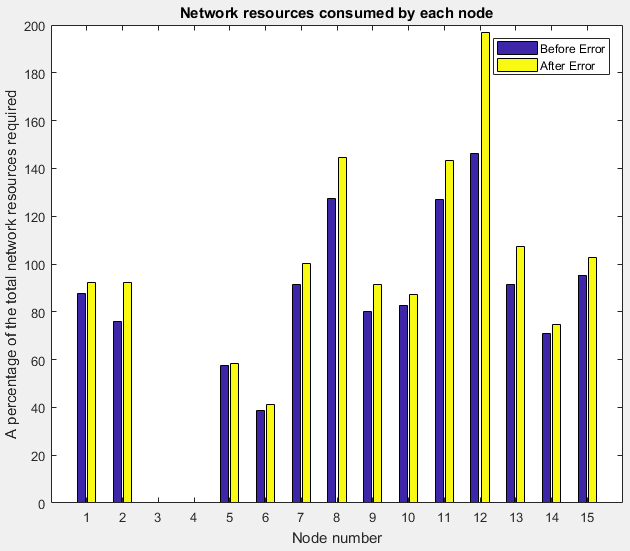 Network resources consumed by each node
Before Error
After Error
A percentage of the total network resources required
200
180
160
140
120
100
80
60
40
20
0
1 2 3 4 5 6 7 8 9 10 11 12 13 14 15
Node number